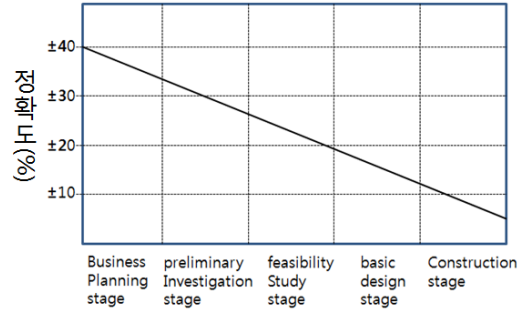 ±40
±30
±20
±10
정확도(%)
Business
Planning
stage
preliminary
Investigation
stage
feasibility
Study
stage
basic
design
stage
Construction
stage